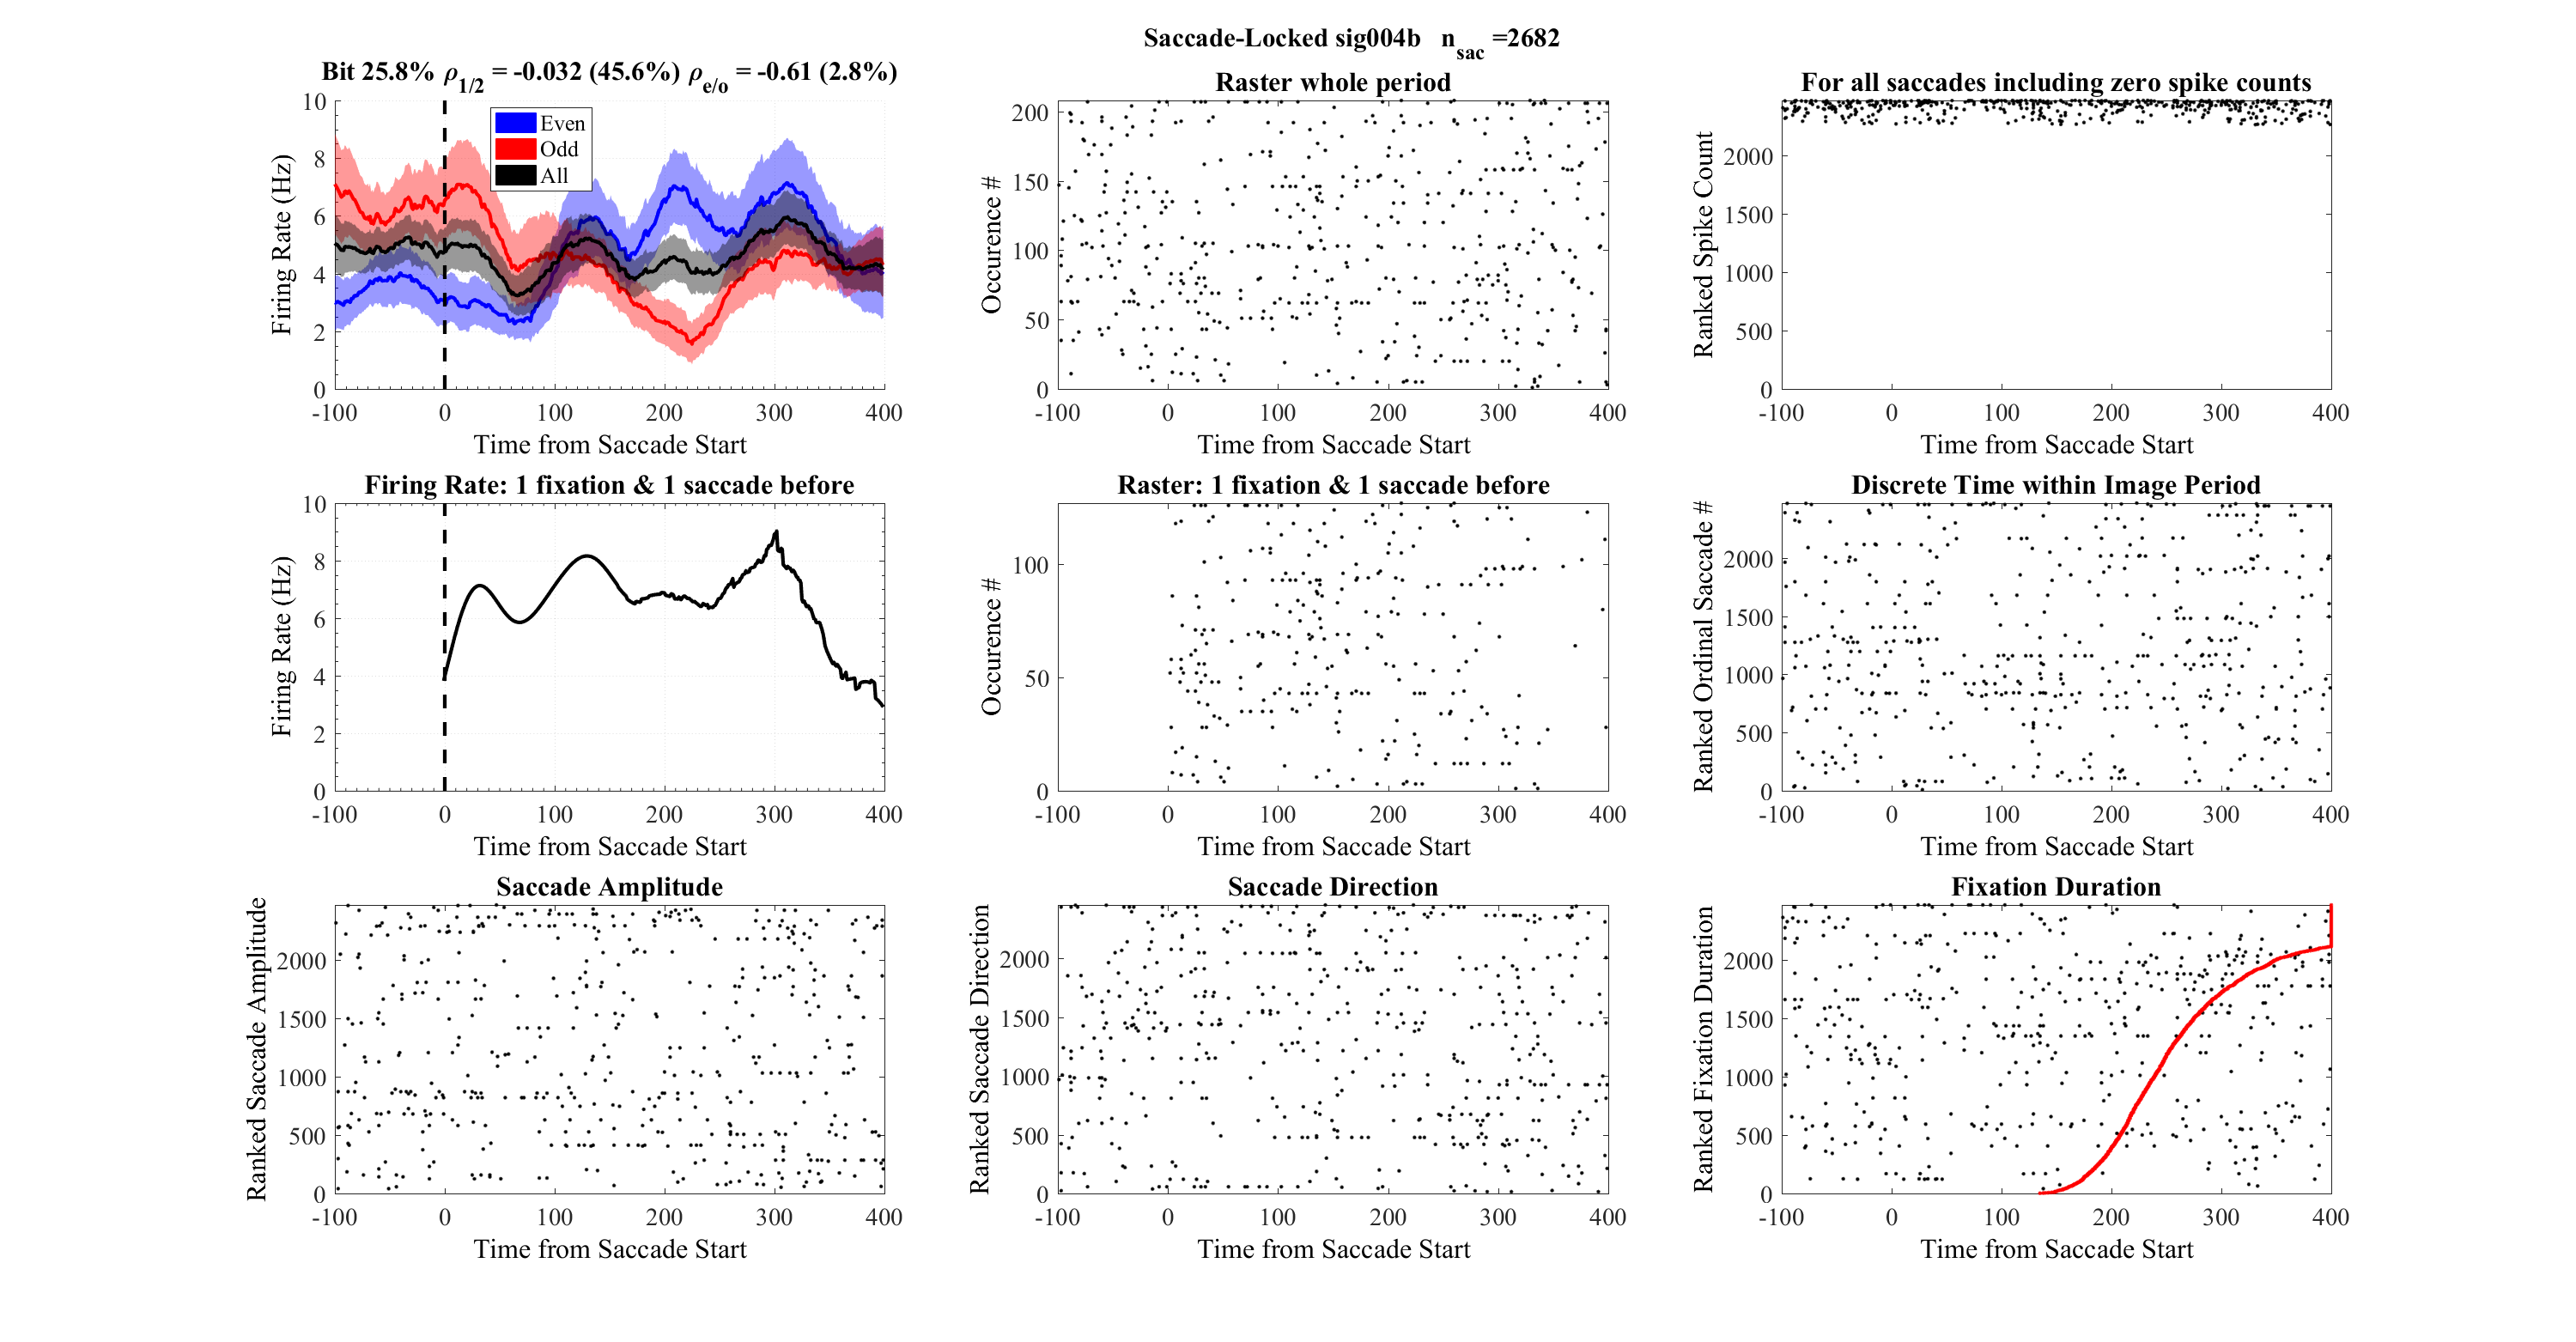 Saccade-Locked sig004b n_sac =2682
Bit 25.8% ρ_1/2 = -0.032 (45.6%) ρ_e/o = -0.61 (2.8%)
Even
Odd
All
Firing Rate (Hz)
0
2
4
6
8
10
-100 0 100 200 300 400
Time from Saccade Start
Raster whole period
Occurence #
0
50
100
150
200
-100 0 100 200 300 400
Time from Saccade Start
For all saccades including zero spike counts
Ranked Spike Count
0
500
1000
1500
2000
-100 0 100 200 300 400
Time from Saccade Start
Firing Rate: 1 fixation & 1 saccade before
Firing Rate (Hz)
0
2
4
6
8
10
-100 0 100 200 300 400
Time from Saccade Start
Raster: 1 fixation & 1 saccade before
Occurence #
0
50
100
-100 0 100 200 300 400
Time from Saccade Start
Discrete Time within Image Period
Ranked Ordinal Saccade #
0
500
1000
1500
2000
-100 0 100 200 300 400
Time from Saccade Start
Saccade Amplitude
Ranked Saccade Amplitude
0
500
1000
1500
2000
-100 0 100 200 300 400
Time from Saccade Start
Saccade Direction
Ranked Saccade Direction
0
500
1000
1500
2000
-100 0 100 200 300 400
Time from Saccade Start
Fixation Duration
Ranked Fixation Duration
0
500
1000
1500
2000
-100 0 100 200 300 400
Time from Saccade Start